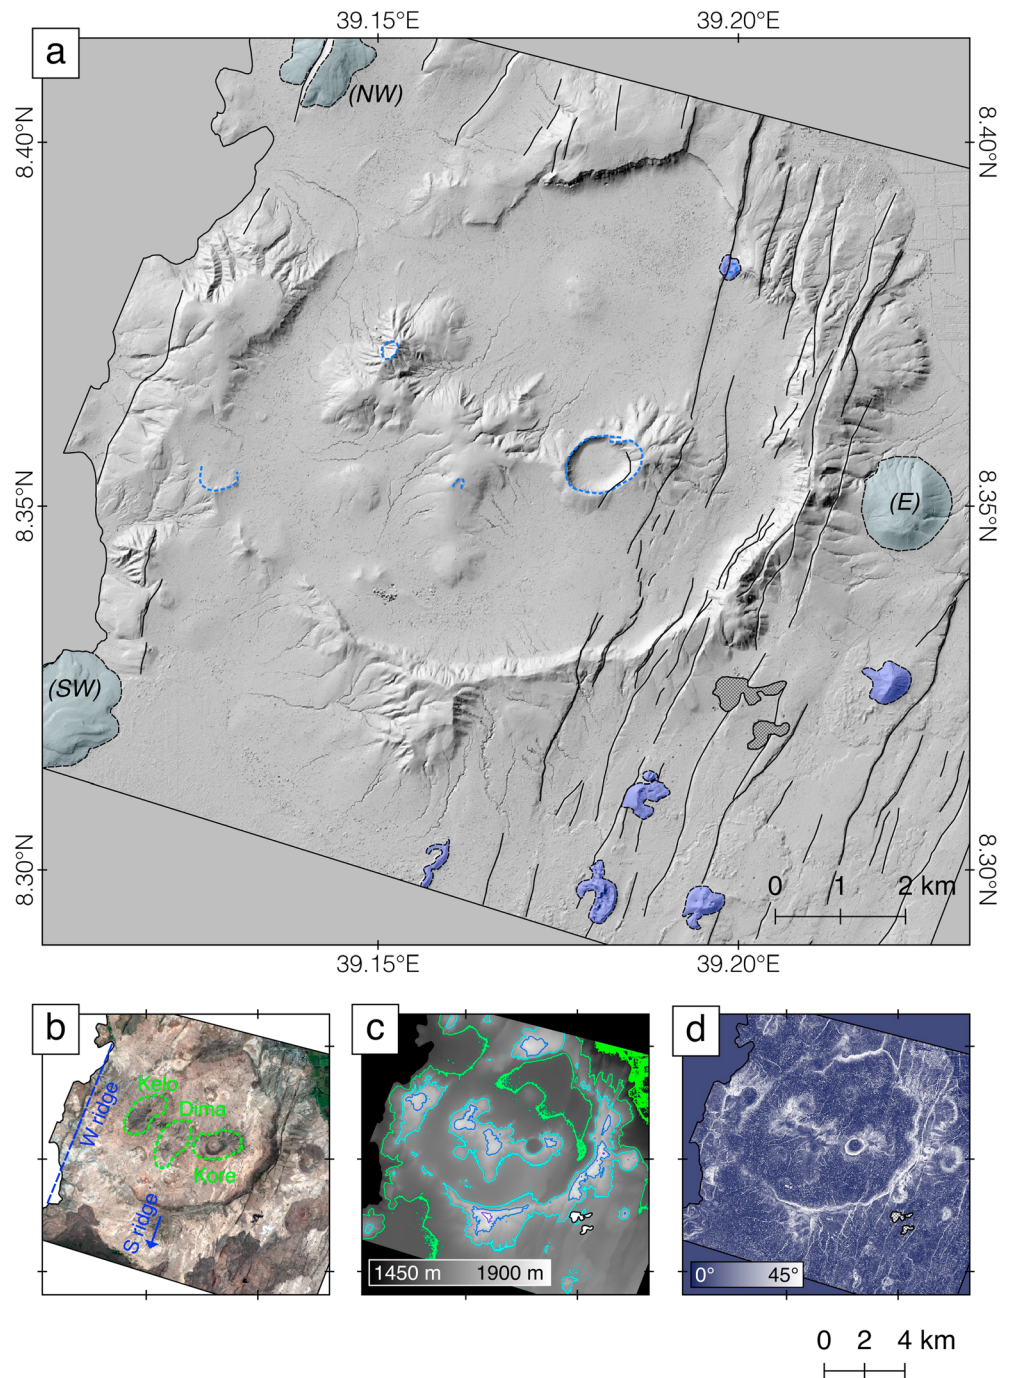 39.15°E 39.20°E
a
(NW)
8.40°N 8.40°N
8.35°N 8.35°N
(E)
(SW)
8.30°N 8.30°N
0 1 2 km
39.15°E 39.20°E
b
Kelo
Dima
Kore
W ridge
S ridge
c
1450 m 1900 m
d
0° 45°
0 2 4 km